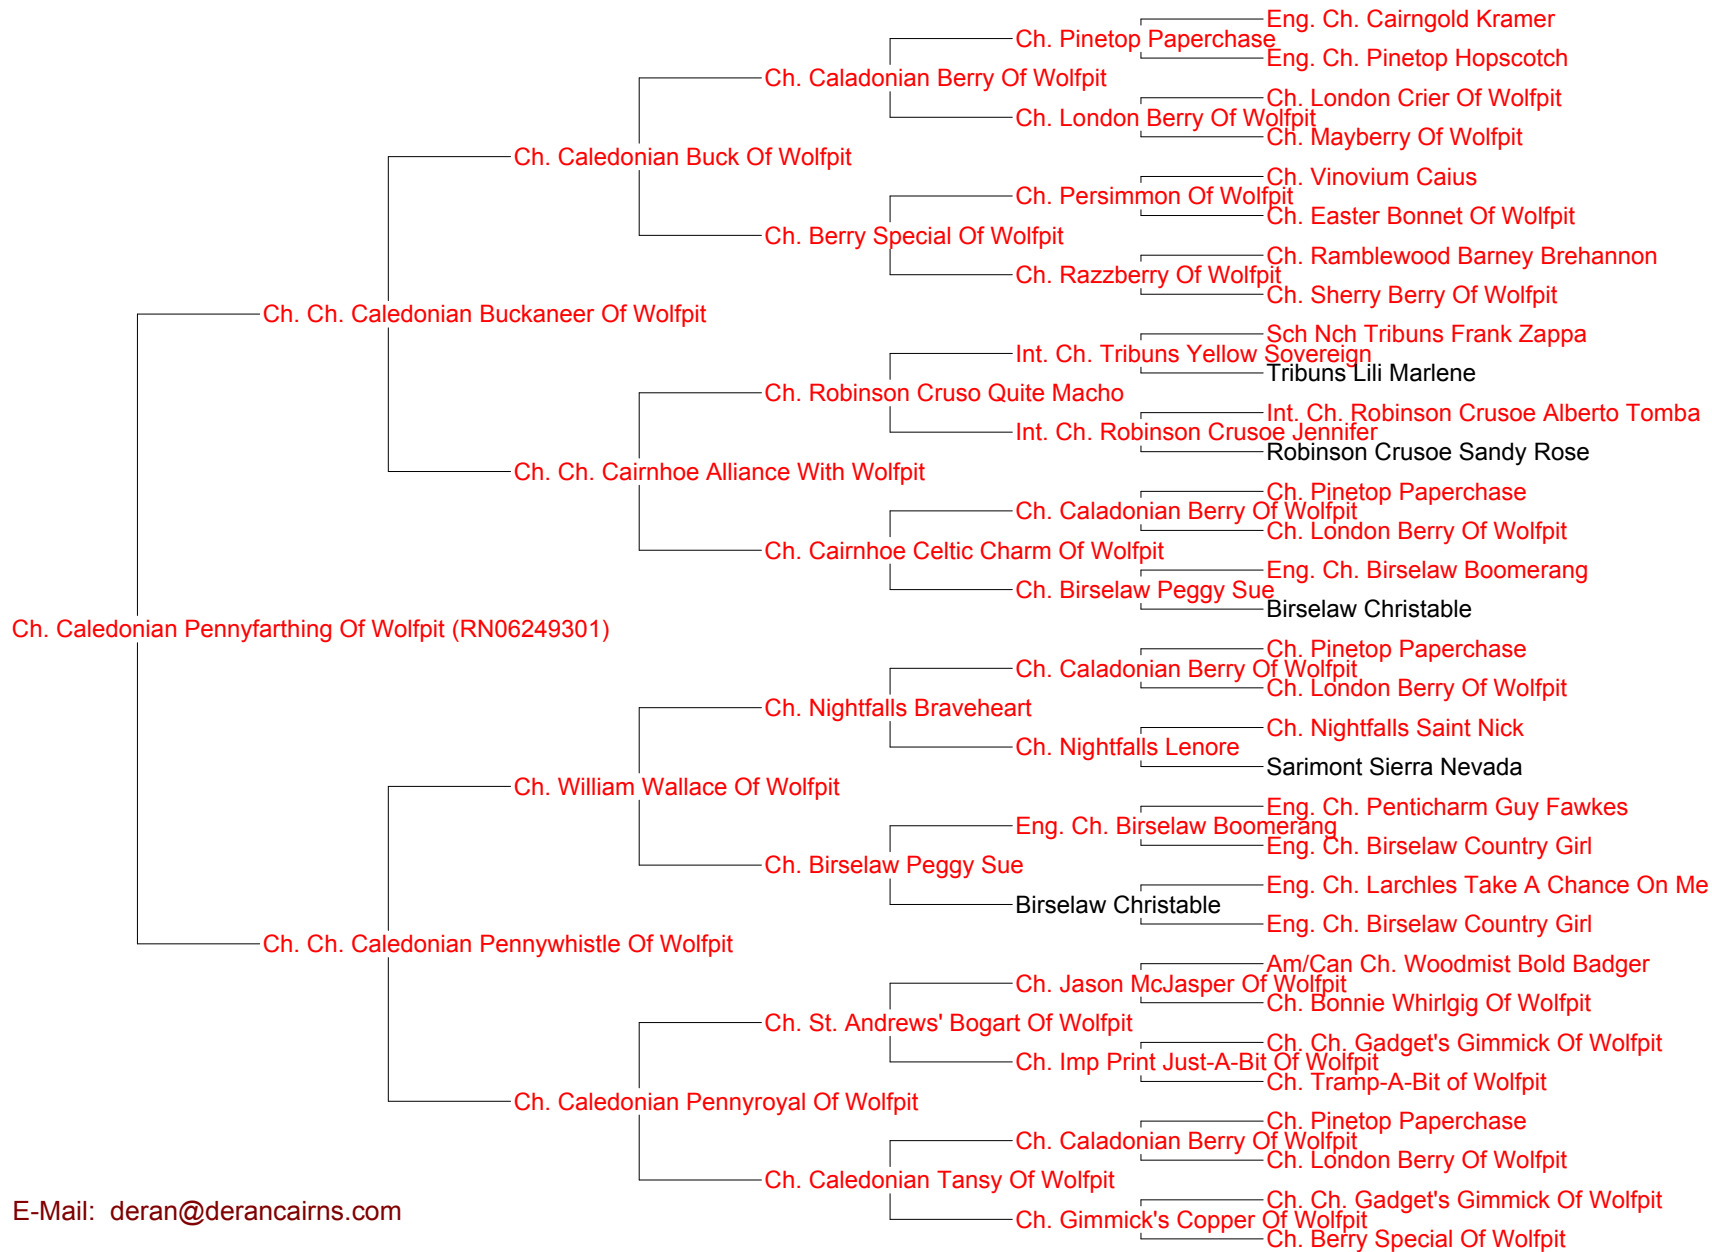 Eng. Ch. Cairngold Kramer
Ch. Pinetop Paperchase
Eng. Ch. Pinetop Hopscotch
Ch. Caladonian Berry Of Wolfpit
Ch. London Crier Of Wolfpit
Ch. London Berry Of Wolfpit
Ch. Mayberry Of Wolfpit
Ch. Caledonian Buck Of Wolfpit
Ch. Vinovium Caius
Ch. Persimmon Of Wolfpit
Ch. Easter Bonnet Of Wolfpit
Ch. Berry Special Of Wolfpit
Ch. Ramblewood Barney Brehannon
Ch. Razzberry Of Wolfpit
Ch. Sherry Berry Of Wolfpit
Ch. Ch. Caledonian Buckaneer Of Wolfpit
Sch Nch Tribuns Frank Zappa
Int. Ch. Tribuns Yellow Sovereign
Tribuns Lili Marlene
Ch. Robinson Cruso Quite Macho
Int. Ch. Robinson Crusoe Alberto Tomba
Int. Ch. Robinson Crusoe Jennifer
Robinson Crusoe Sandy Rose
Ch. Ch. Cairnhoe Alliance With Wolfpit
Ch. Pinetop Paperchase
Ch. Caladonian Berry Of Wolfpit
Ch. London Berry Of Wolfpit
Ch. Cairnhoe Celtic Charm Of Wolfpit
Eng. Ch. Birselaw Boomerang
Ch. Birselaw Peggy Sue
Birselaw Christable
Ch. Caledonian Pennyfarthing Of Wolfpit (RN06249301)
Ch. Pinetop Paperchase
Ch. Caladonian Berry Of Wolfpit
Ch. London Berry Of Wolfpit
Ch. Nightfalls Braveheart
Ch. Nightfalls Saint Nick
Ch. Nightfalls Lenore
Sarimont Sierra Nevada
Ch. William Wallace Of Wolfpit
Eng. Ch. Penticharm Guy Fawkes
Eng. Ch. Birselaw Boomerang
Eng. Ch. Birselaw Country Girl
Ch. Birselaw Peggy Sue
Eng. Ch. Larchles Take A Chance On Me
Birselaw Christable
Eng. Ch. Birselaw Country Girl
Ch. Ch. Caledonian Pennywhistle Of Wolfpit
Am/Can Ch. Woodmist Bold Badger
Ch. Jason McJasper Of Wolfpit
Ch. Bonnie Whirlgig Of Wolfpit
Ch. St. Andrews' Bogart Of Wolfpit
Ch. Ch. Gadget's Gimmick Of Wolfpit
Ch. Imp Print Just-A-Bit Of Wolfpit
Ch. Tramp-A-Bit of Wolfpit
Ch. Caledonian Pennyroyal Of Wolfpit
Ch. Pinetop Paperchase
Ch. Caladonian Berry Of Wolfpit
Ch. London Berry Of Wolfpit
Ch. Caledonian Tansy Of Wolfpit
Ch. Ch. Gadget's Gimmick Of Wolfpit
Ch. Gimmick's Copper Of Wolfpit
Ch. Berry Special Of Wolfpit
E-Mail: deran@derancairns.com